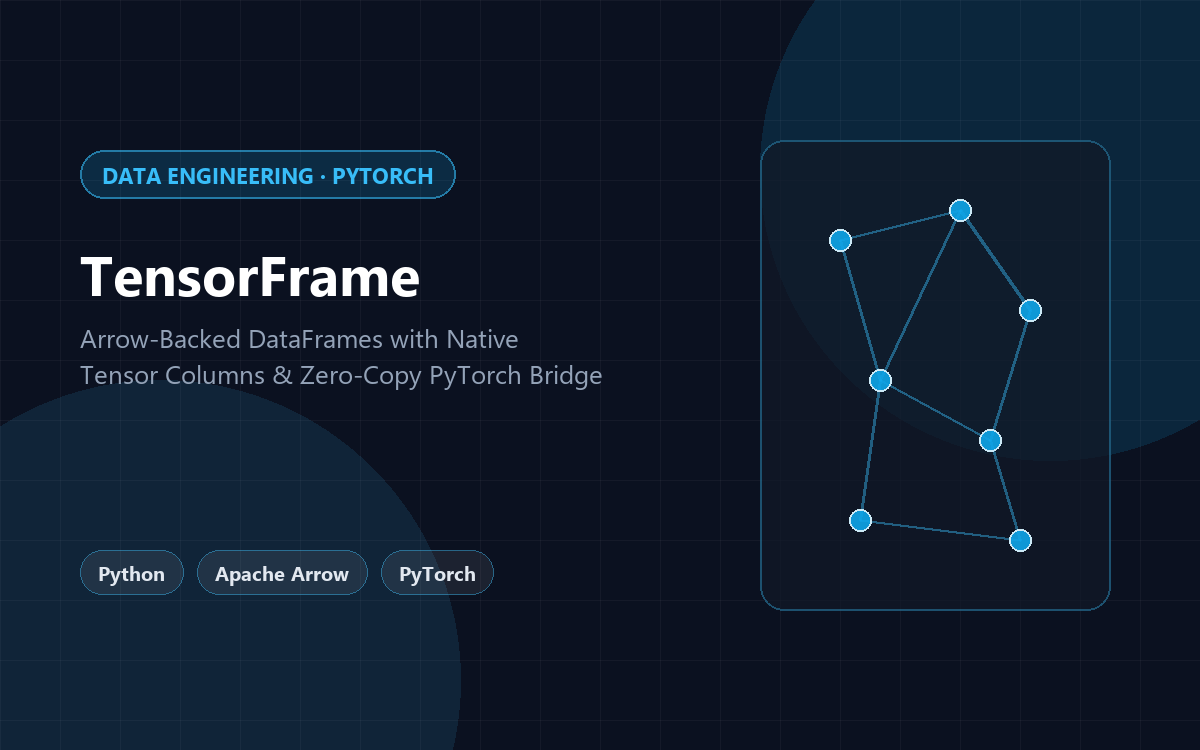 DATA ENGINEERING · PYTORCH
TensorFrame
Arrow-Backed DataFrames with Native
Tensor Columns & Zero-Copy PyTorch Bridge
Python
Apache Arrow
PyTorch